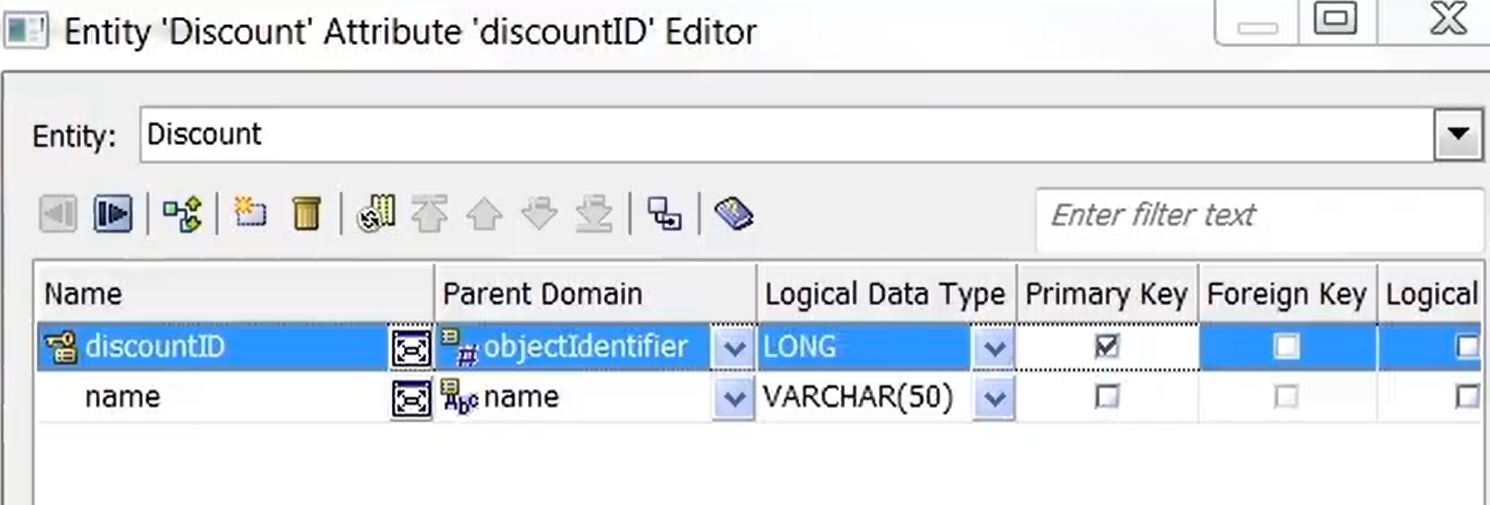 Entity 'Discount' Attribute 'discountID' Editor
Entity: Discount
Enter filter text
Name Parent Domain Logical Data Type Primary Key Foreign Key Logical
discountID objectIdentifier LONG
name name VARCHAR(50)